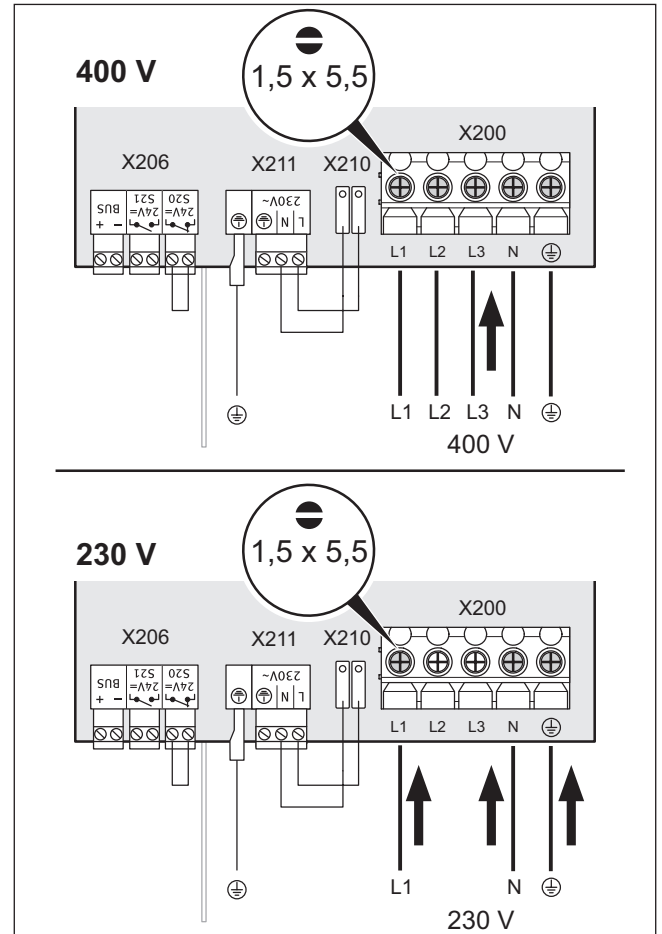 400 V
1,5 x 5,5
X206
X211
X210
X200
BUS
+ −
S21
24V=
S20
24V=
230V~
N L
L1 L2 L3 N
L1 L2 L3 N
400 V
230 V
1,5 x 5,5
X206
X211
X210
X200
BUS
+ −
S21
24V=
S20
24V=
230V~
N L
L1 L2 L3 N
L1 N
230 V